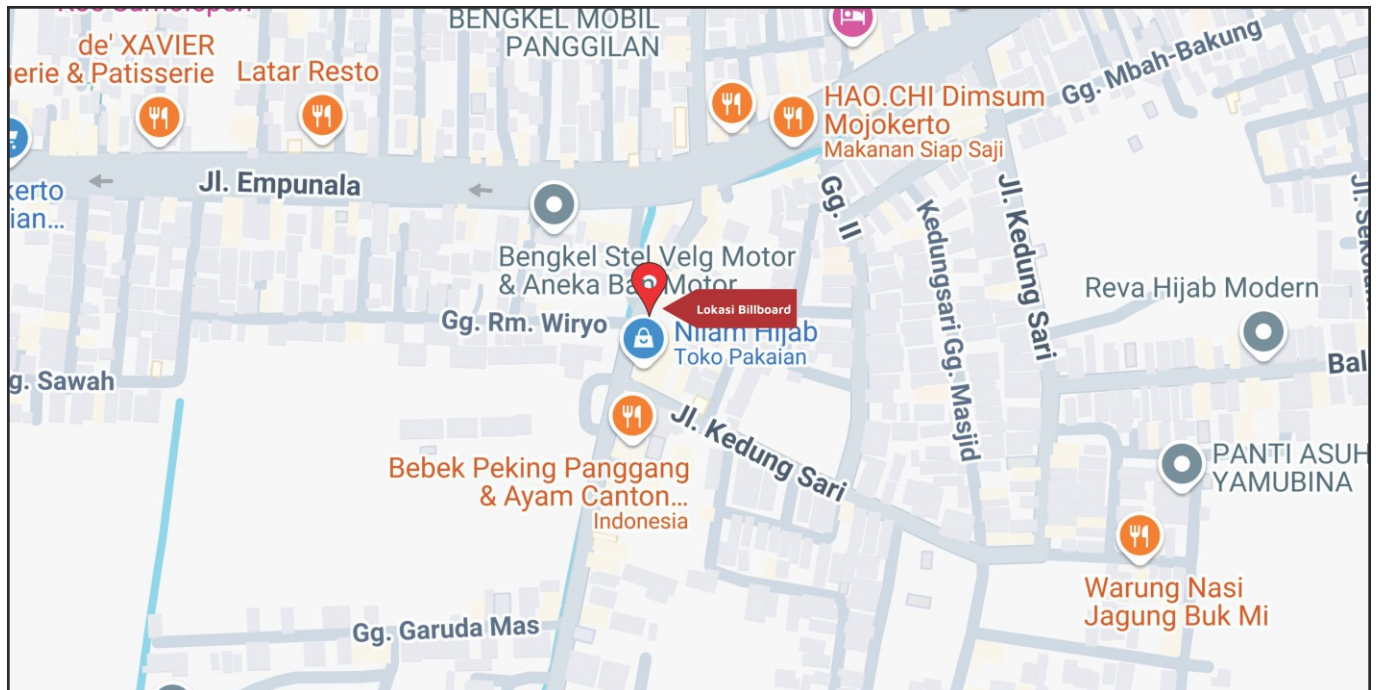 BENGKEL MOBIL
PANGGILAN
de' XAVIER
gerie & Patisserie
Latar Resto
HAO.CHI Dimsum
Mojokerto
Makanan Siap Saji
Gg. Mbah-Bakung
Jl. Empunala
kerto
ian...
Gg. II
Jl. Kedung Sari
Kedungsari Gg. Masjid
Bengkel Stel Velg Motor
& Aneka Ban Motor
Lokasi Billboard
Reva Hijab Modern
Gg. Rm. Wiryo
Nilam Hijab
Toko Pakaian
g. Sawah
Bal
Jl. Kedung Sari
Bebek Peking Panggang
& Ayam Canton...
Indonesia
PANTI ASUH
YAMUBINA
Warung Nasi
Jagung Buk Mi
Gg. Garuda Mas